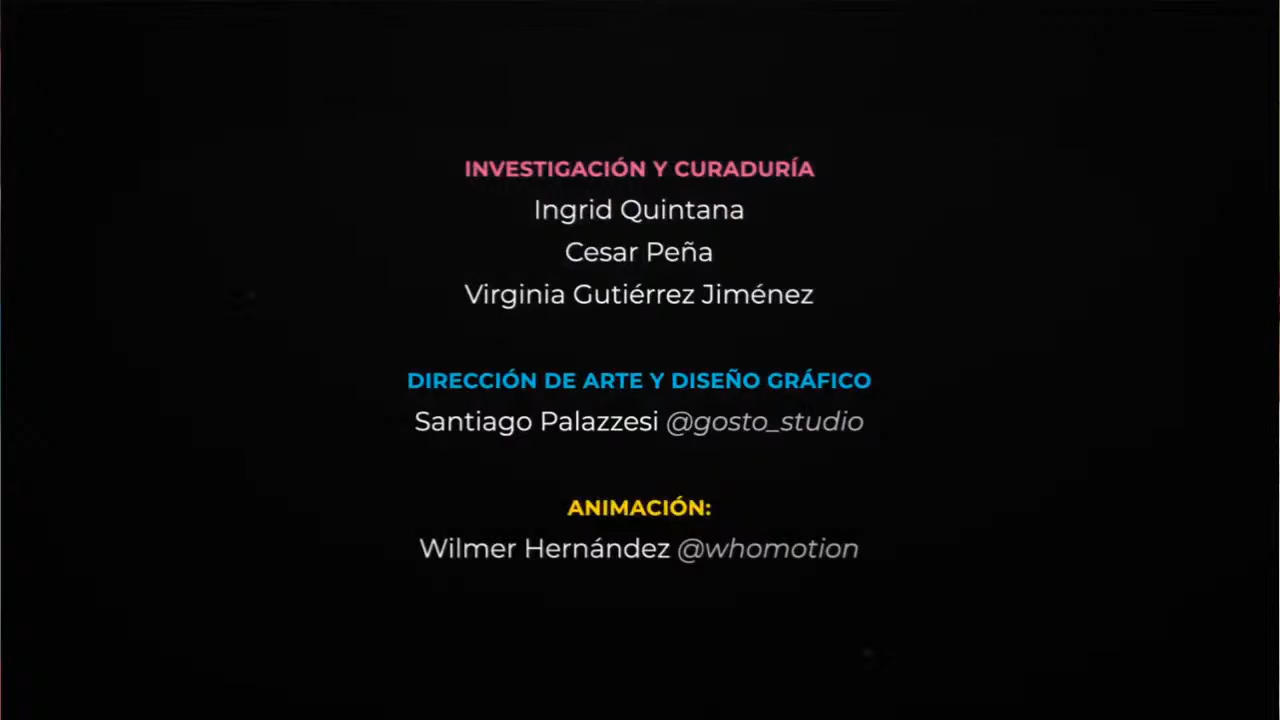 INVESTIGACIÓN Y CURADURÍA
Ingrid Quintana
Cesar Peña
Virginia Gutiérrez Jiménez
DIRECCIÓN DE ARTE Y DISEÑO GRÁFICO
Santiago Palazzesi @gosto_studio
ANIMACIÓN:
Wilmer Hernández @whomotion